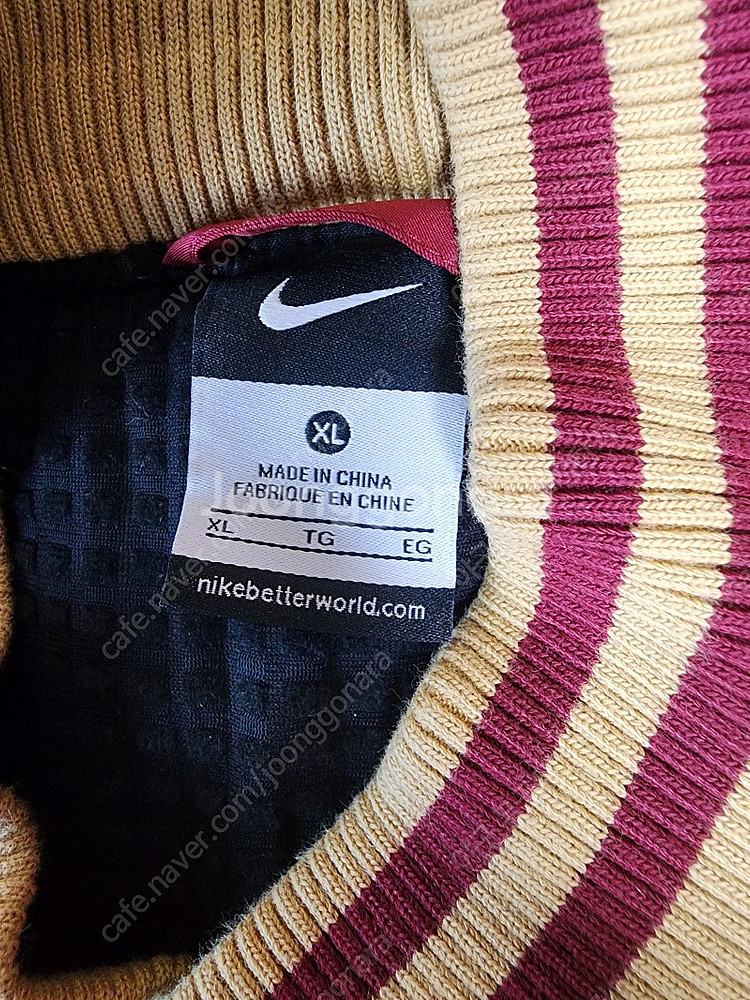 XL
MADE IN CHINA
FABRIQUE EN CHINE
XL TG EG
nikebetterworld.com
cafe.naver.com/joonggonara
cafe.naver.com/joonggonara
cafe.naver.com/joonggonara